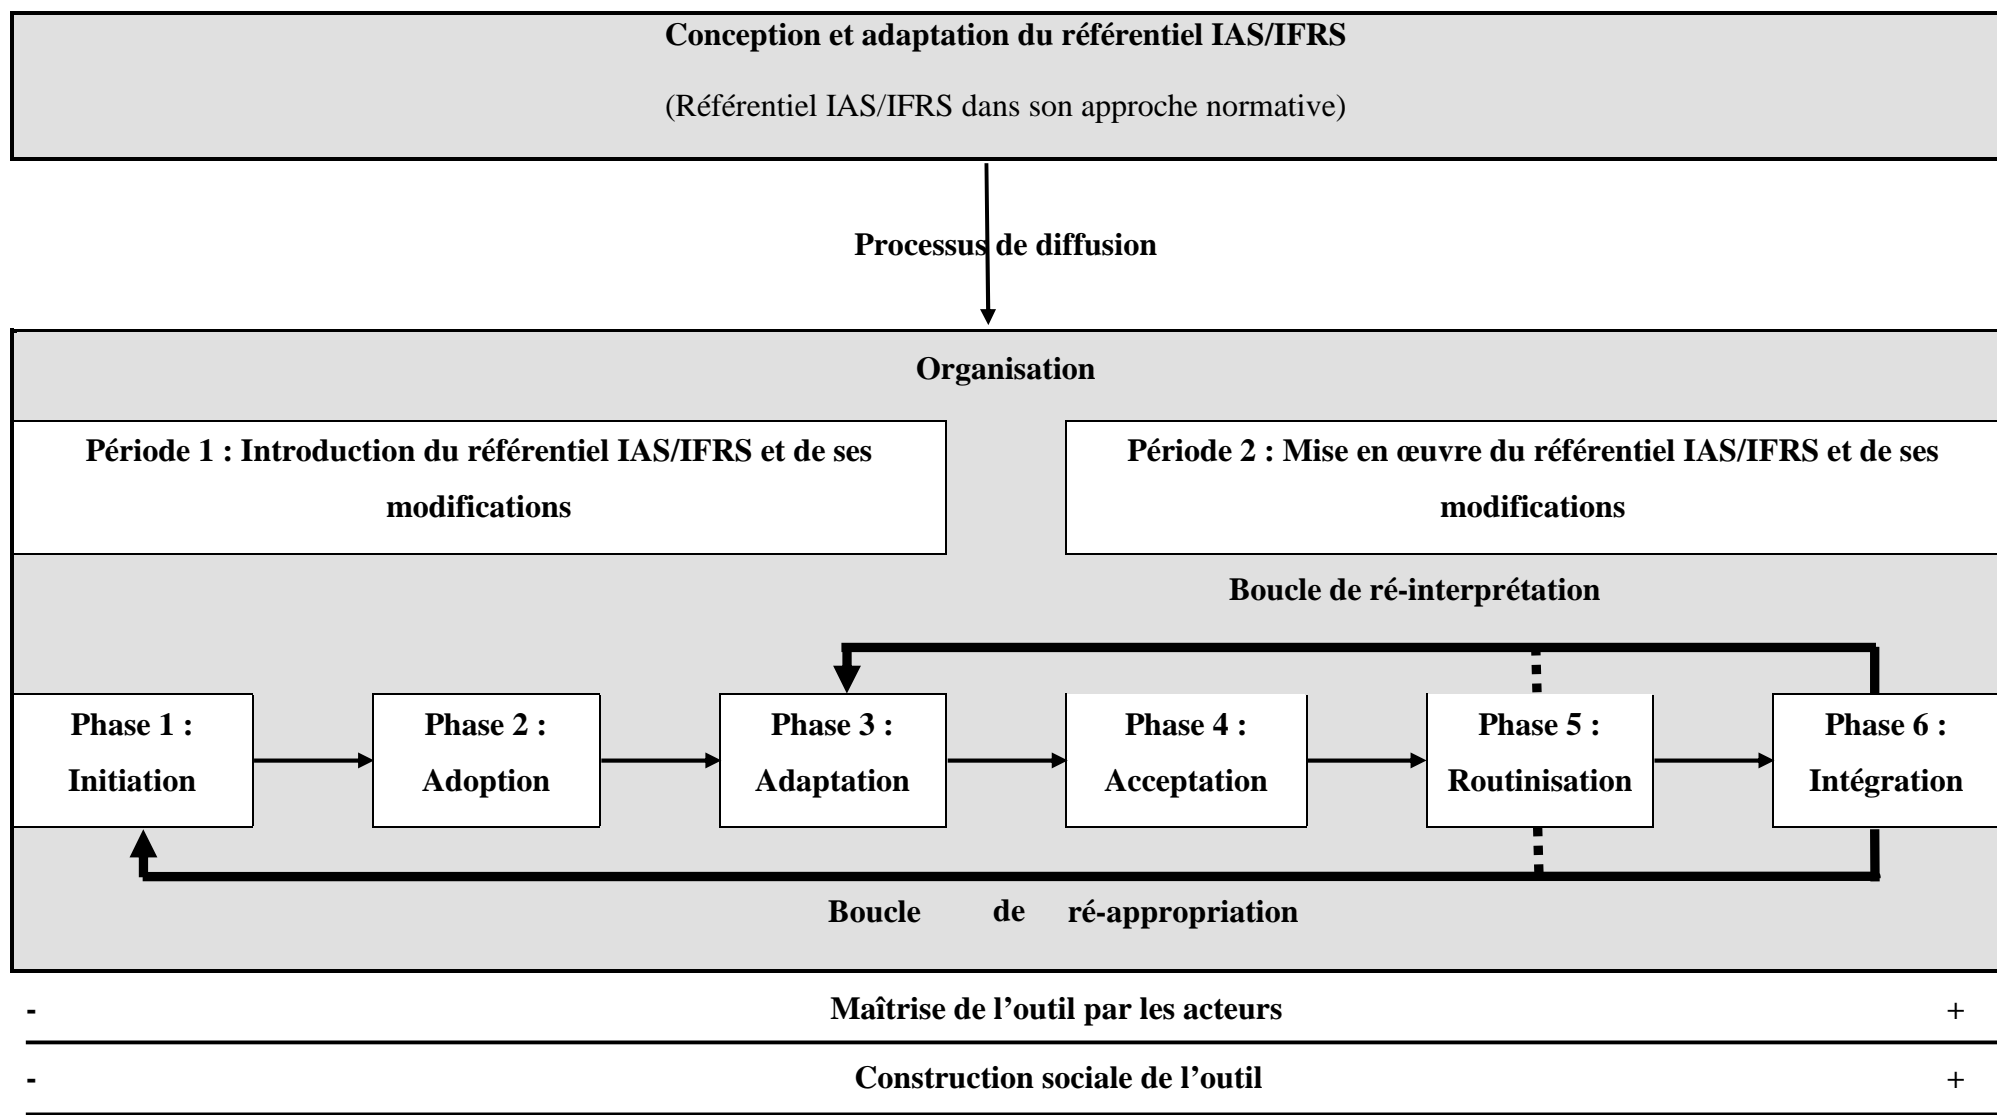 Conception et adaptation du référentiel IAS/IFRS
(Référentiel IAS/IFRS dans son approche normative)
Processus de diffusion
Organisation
Période 1 : Introduction du référentiel IAS/IFRS et de ses
modifications
Période 2 : Mise en œuvre du référentiel IAS/IFRS et de ses
modifications
Boucle de ré-interprétation
Phase 1 :
Initiation
Phase 2 :
Adoption
Phase 3 :
Adaptation
Phase 4 :
Acceptation
Phase 5 :
Routinisation
Phase 6 :
Intégration
Boucle de ré-appropriation
- Maîtrise de l’outil par les acteurs +
- Construction sociale de l’outil +